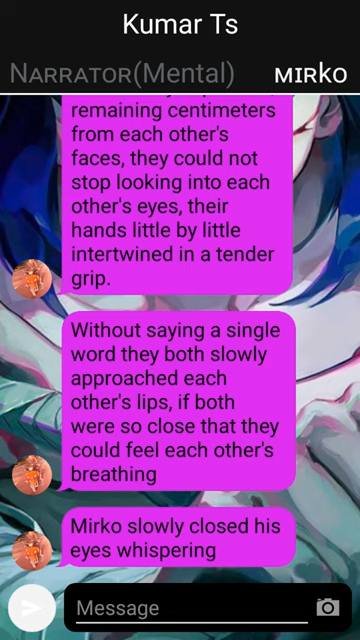 Kumar Ts
Narrator(Mental) mırko
remaining centimeters
from each other's
faces, they could not
stop looking into each
other's eyes, their
hands little by little
intertwined in a tender
grip.
Without saying a single
word they both slowly
approached each
other's lips, if both
were so close that they
could feel each other's
breathing
Mirko slowly closed his
eyes whispering
Message